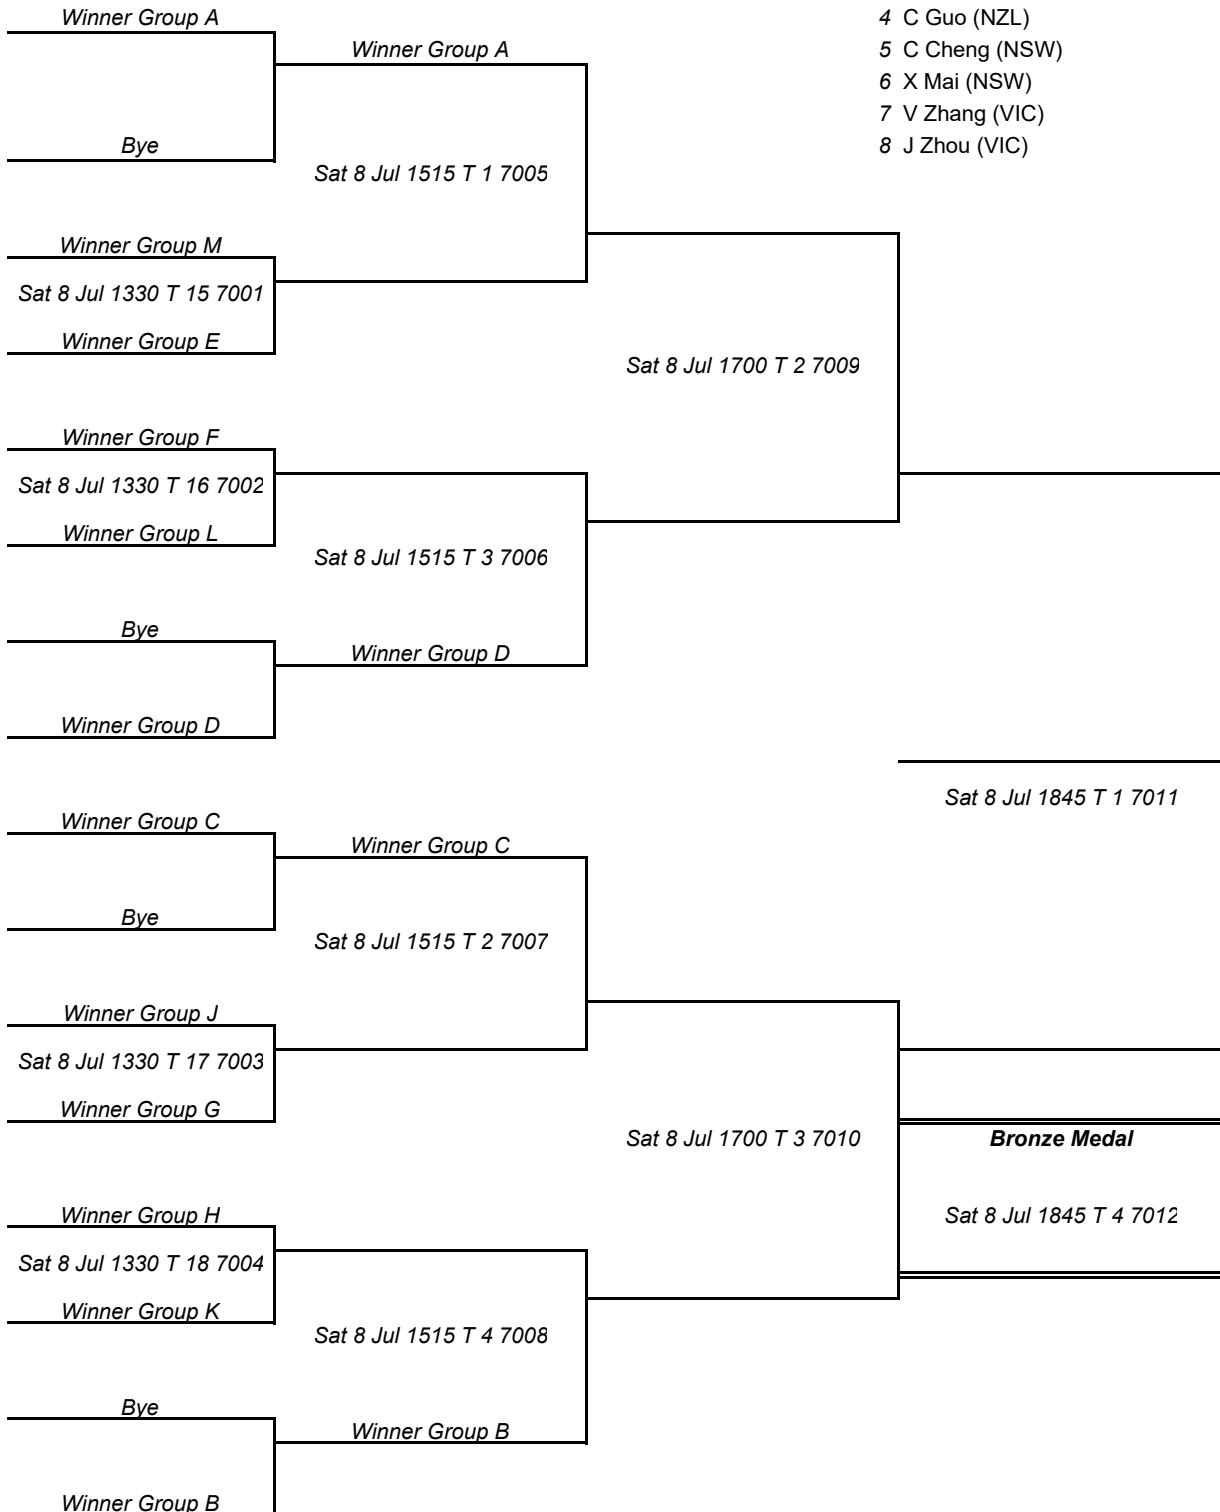 Winner Group A
4 C Guo (NZL)
Winner Group A
5 C Cheng (NSW)
6 X Mai (NSW)
7 V Zhang (VIC)
Bye
8 J Zhou (VIC)
Sat 8 Jul 1515 T 1 7005
Winner Group M
Sat 8 Jul 1330 T 15 7001
Winner Group E
Sat 8 Jul 1700 T 2 7009
Winner Group F
Sat 8 Jul 1330 T 16 7002
Winner Group L
Sat 8 Jul 1515 T 3 7006
Bye
Winner Group D
Winner Group D
Sat 8 Jul 1845 T 1 7011
Winner Group C
Winner Group C
Bye
Sat 8 Jul 1515 T 2 7007
Winner Group J
Sat 8 Jul 1330 T 17 7003
Winner Group G
Sat 8 Jul 1700 T 3 7010
Bronze Medal
Winner Group H
Sat 8 Jul 1845 T 4 7012
Sat 8 Jul 1330 T 18 7004
Winner Group K
Sat 8 Jul 1515 T 4 7008
Bye
Winner Group B
Winner Group B